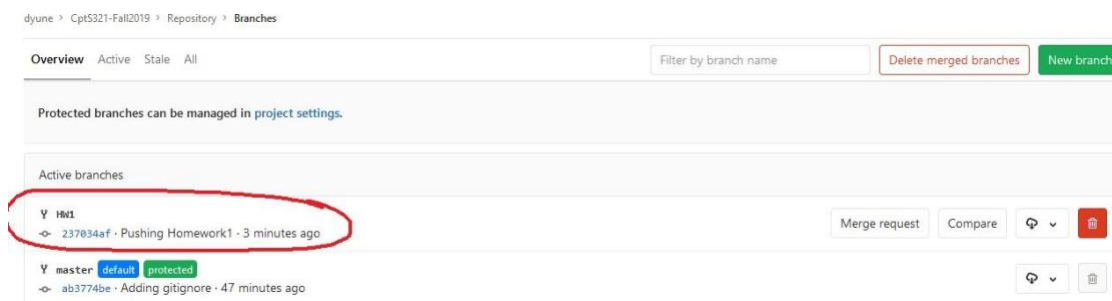 dyune > CptS321-Fall2019 > Repository > Branches
Overview Active Stale All Filter by branch name Delete merged branches New branch
Protected branches can be managed in project settings.
Active branches
HW1
237034af · Pushing Homework1 · 3 minutes ago Merge request Compare
master default protected
ab3774be · Adding gitignore · 47 minutes ago